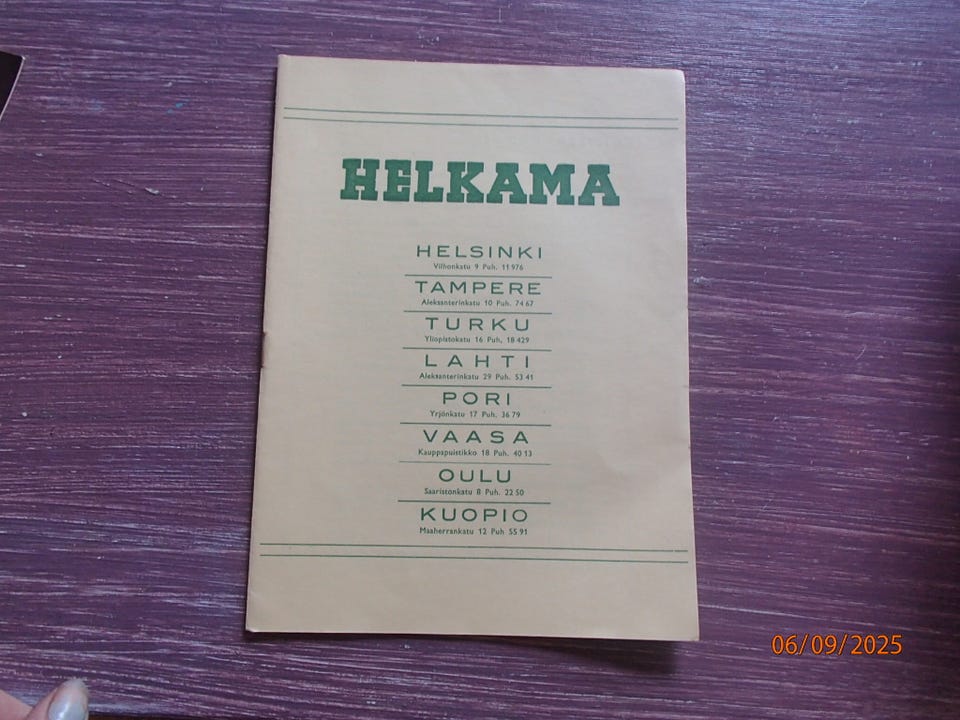 HELKAMA
HELSINKI
Vilhonkatu 9 Puh. 11 976
TAMPERE
Aleksanterinkatu 10 Puh. 74 67
TURKU
Yliopistokatu 16 Puh. 18 429
LAHTI
Aleksanterinkatu 29 Puh. 53 41
PORI
Yrjönkatu 17 Puh. 36 79
VAASA
Kauppapuistikko 18 Puh. 40 13
OULU
Saaristonkatu 8 Puh. 22 50
KUOPIO
Maaherrankatu 12 Puh 55 91
06/09/2025